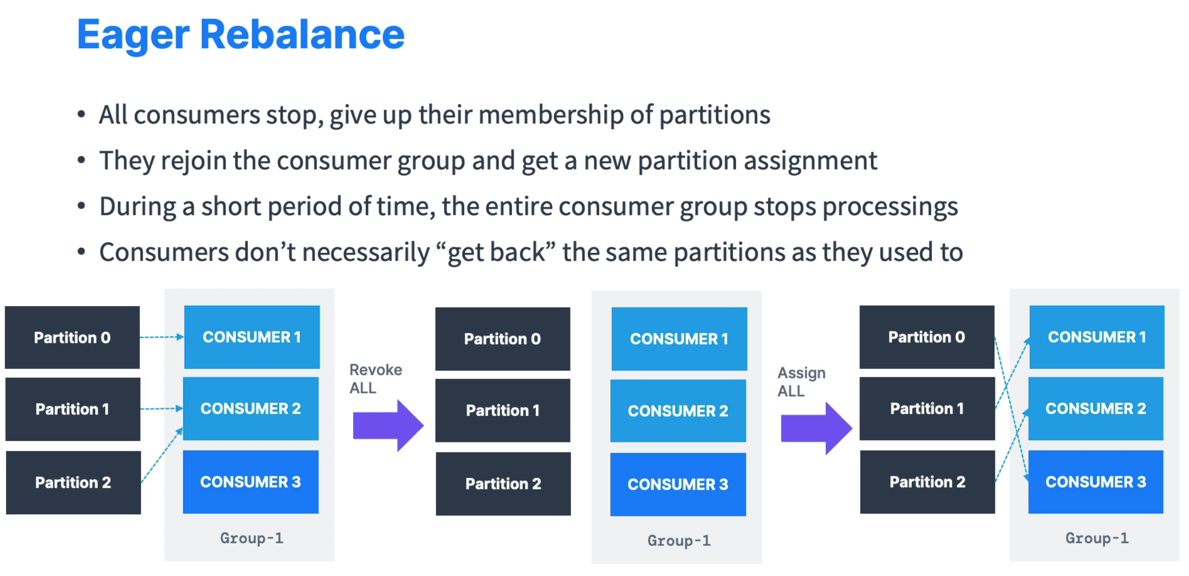 Eager Rebalance
• All consumers stop, give up their membership of partitions
• They rejoin the consumer group and get a new partition assignment
• During a short period of time, the entire consumer group stops processings
• Consumers don’t necessarily “get back” the same partitions as they used to
Partition 0
Partition 1
Partition 2
CONSUMER 1
CONSUMER 2
CONSUMER 3
Group-1
Revoke
ALL
Partition 0
Partition 1
Partition 2
CONSUMER 1
CONSUMER 2
CONSUMER 3
Group-1
Assign
ALL
Partition 0
Partition 1
Partition 2
CONSUMER 1
CONSUMER 2
CONSUMER 3
Group-1